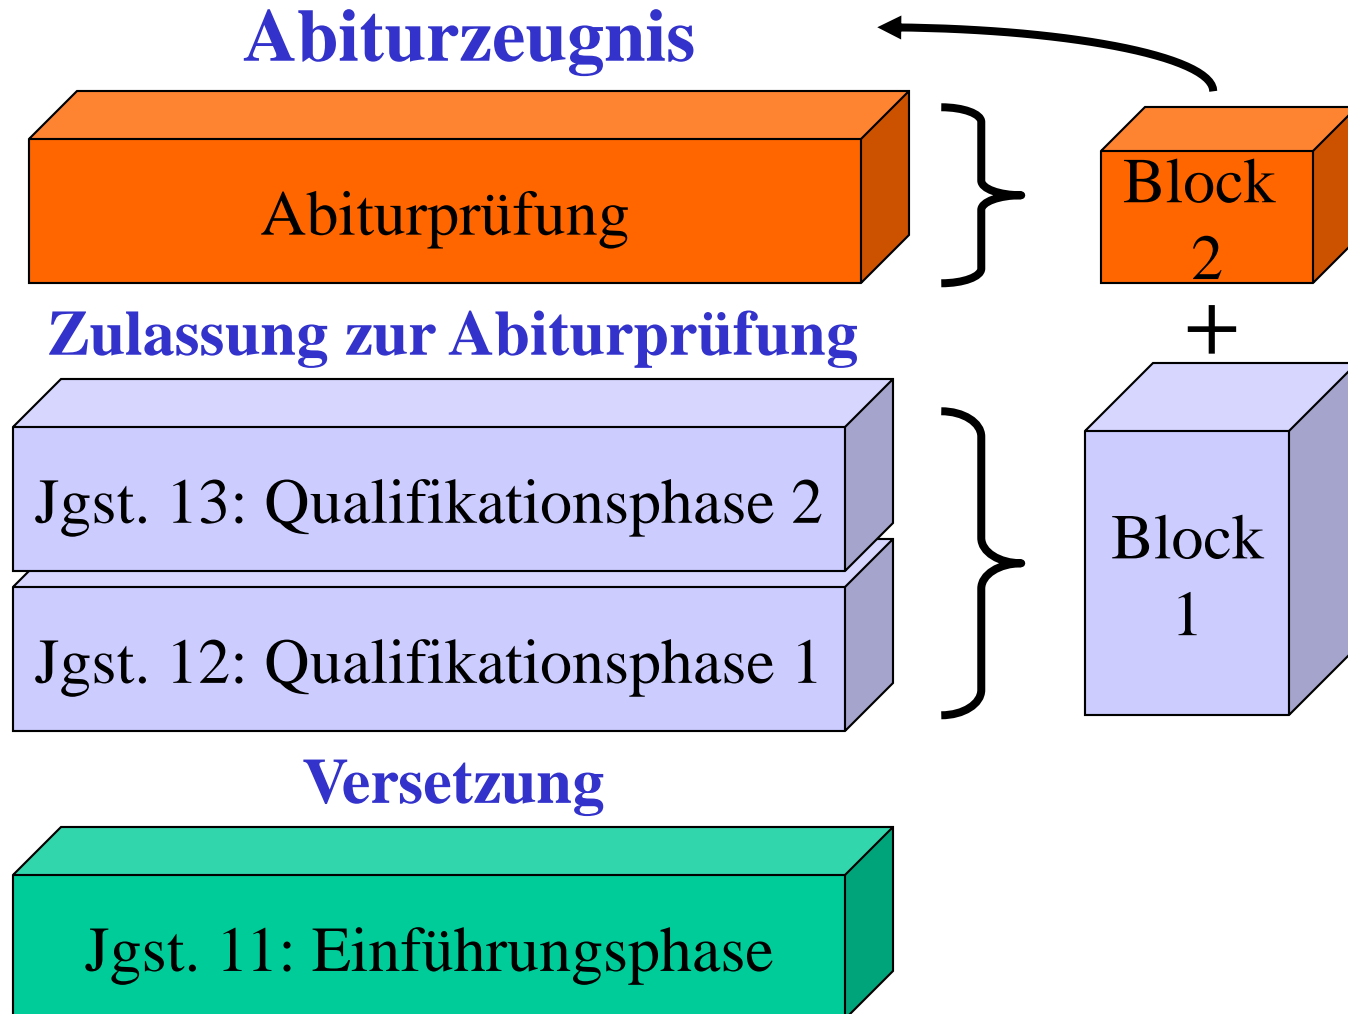 Abiturzeugnis
Abiturprüfung
Block
2
+
Zulassung zur Abiturprüfung
Jgst. 13: Qualifikationsphase 2
Jgst. 12: Qualifikationsphase 1
Block
1
Versetzung
Jgst. 11: Einführungsphase